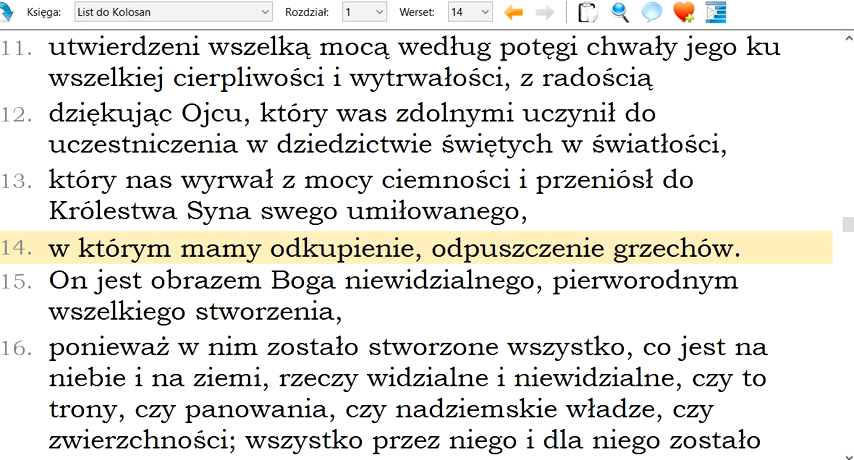 Księga: List do Kolosan Rozdział: 1 Werset: 14
11. utwierdzeni wszelką mocą według potęgi chwały jego ku
wszelkiej cierpliwości i wytrwałości, z radością
12. dziękując Ojcu, który was zdolnymi uczynił do
uczestniczenia w dziedzictwie świętych w światłości,
13. który nas wyrwał z mocy ciemności i przeniósł do
Królestwa Syna swego umiłowanego,
14. w którym mamy odkupienie, odpuszczenie grzechów.
15. On jest obrazem Boga niewidzialnego, pierworodnym
wszelkiego stworzenia,
16. ponieważ w nim zostało stworzone wszystko, co jest na
niebie i na ziemi, rzeczy widzialne i niewidzialne, czy to
trony, czy panowania, czy nadziemskie władze, czy
zwierzchności; wszystko przez niego i dla niego zostało